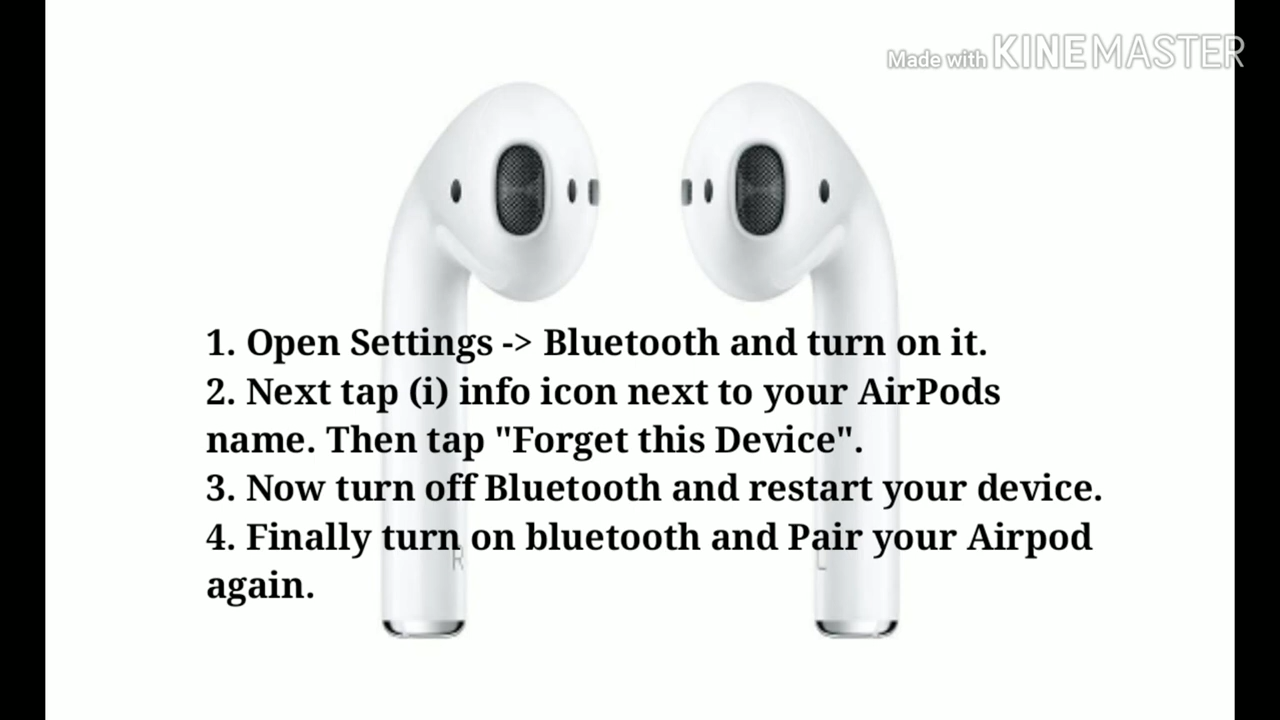 Made with KINEMASTER
1. Open Settings -> Bluetooth and turn on it.
2. Next tap (i) info icon next to your AirPods
name. Then tap "Forget this Device".
3. Now turn off Bluetooth and restart your device.
4. Finally turn on bluetooth and Pair your Airpod
again.
R
L